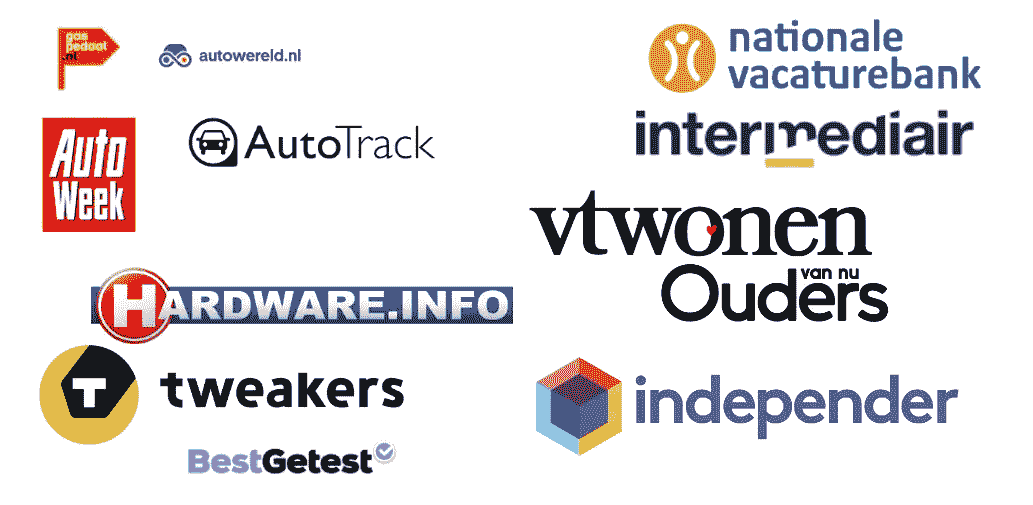 gas
pedaal
.nl
autowereld.nl
nationale
vacaturebank
Auto
Week
AutoTrack
intermediair
vtwonen
Ouders
van nu
HARDWARE.INFO
T
tweakers
independer
BestGetest